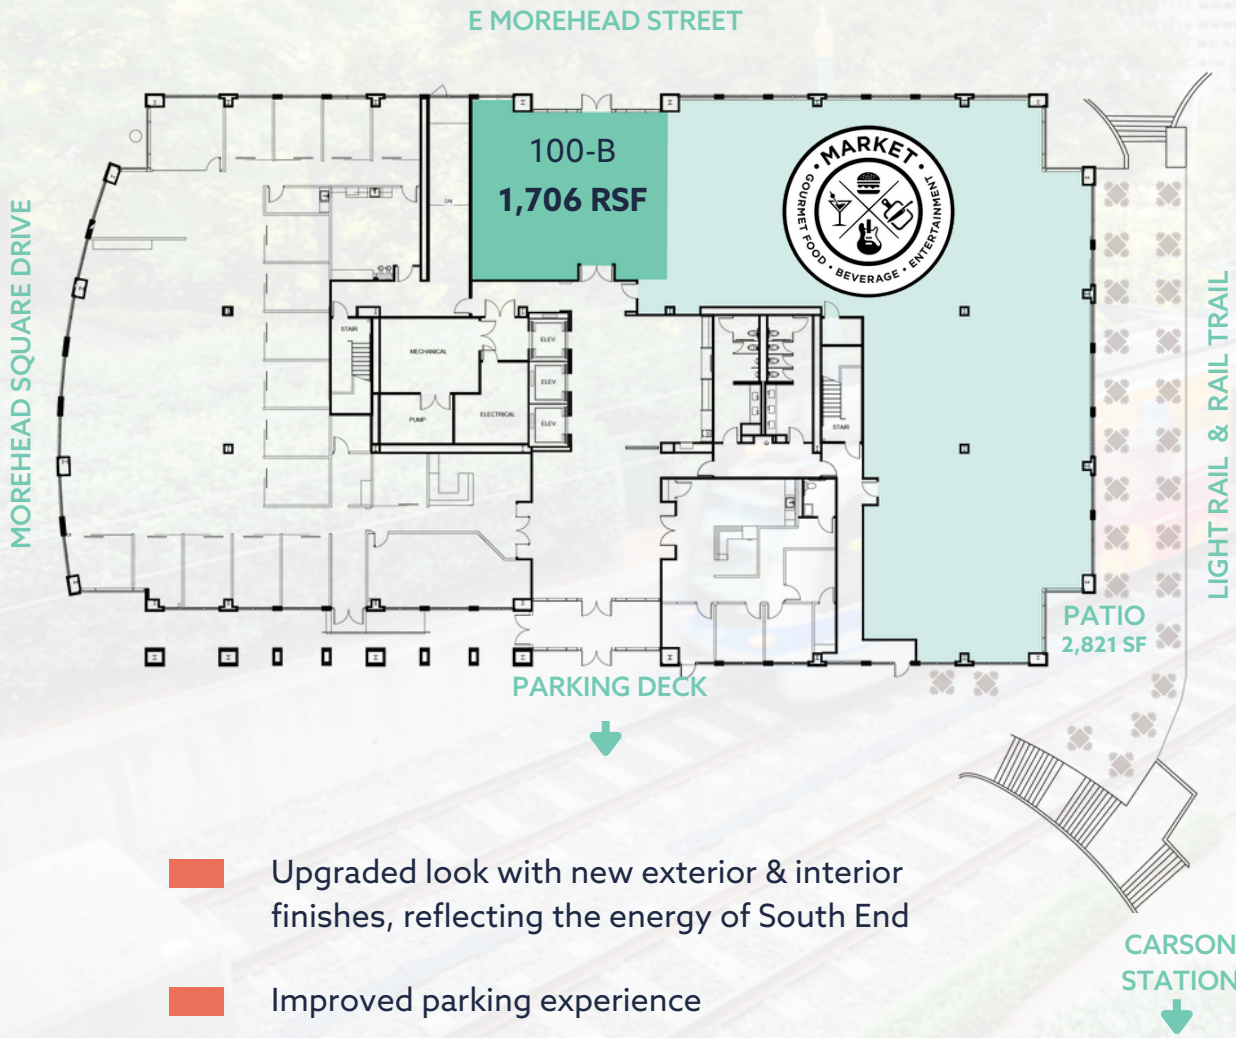 E MOREHEAD STREET
100-B
1,706 RSF
• MARKET •
GOURMET FOOD • BEVERAGE • ENTERTAINMENT
MOREHEAD SQUARE DRIVE
LIGHT RAIL & RAIL TRAIL
DN
STAIR
MECHANICAL
ELEV.
ELEV.
ELEV.
PUMP
ELECTRICAL
STAIR
PATIO
2,821 SF
PARKING DECK
Upgraded look with new exterior & interior
finishes, reflecting the energy of South End
Improved parking experience
CARSON
STATION